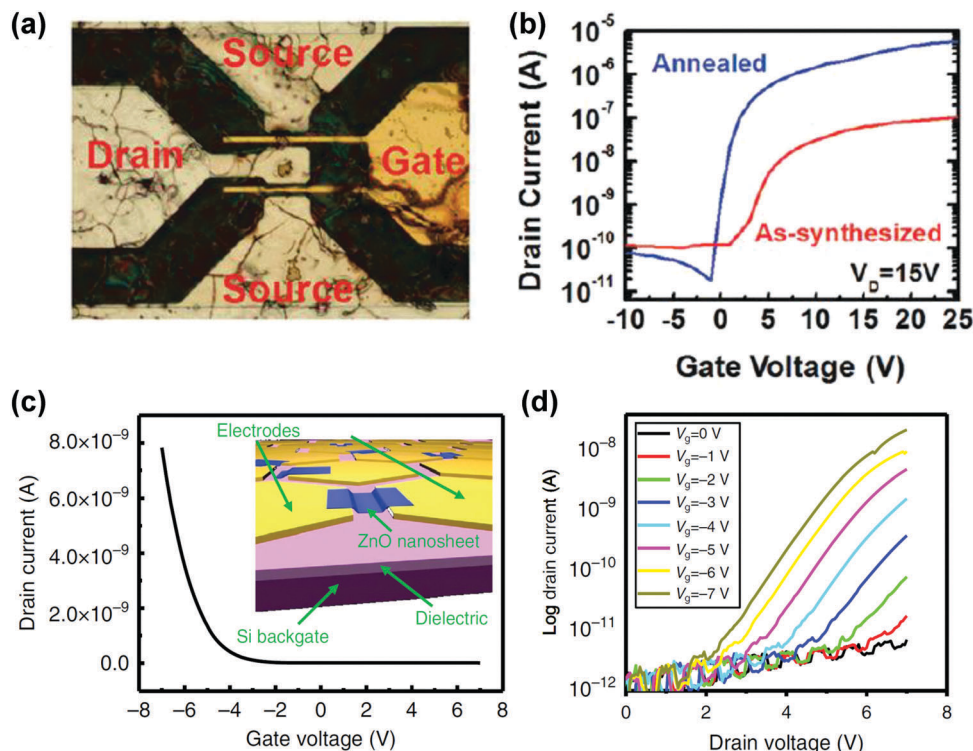 (a)
Source
Drain
Gate
Source
(b)
Drain Current (A)
10⁻⁵
10⁻⁶
10⁻⁷
10⁻⁸
10⁻⁹
10⁻¹⁰
10⁻¹¹
Annealed
As-synthesized
V_D=15V
-10 -5 0 5 10 15 20 25
Gate Voltage (V)
(c)
Drain current (A)
8.0×10⁻⁹
6.0×10⁻⁹
4.0×10⁻⁹
2.0×10⁻⁹
0.0
Electrodes
ZnO nanosheet
Dielectric
Si backgate
−8 −6 −4 −2 0 2 4 6 8
Gate voltage (V)
(d)
Log drain current (A)
10⁻⁸
10⁻⁹
10⁻¹⁰
10⁻¹¹
10⁻¹²
V_g=0 V
V_g=−1 V
V_g=−2 V
V_g=−3 V
V_g=−4 V
V_g=−5 V
V_g=−6 V
V_g=−7 V
0 2 4 6 8
Drain voltage (V)